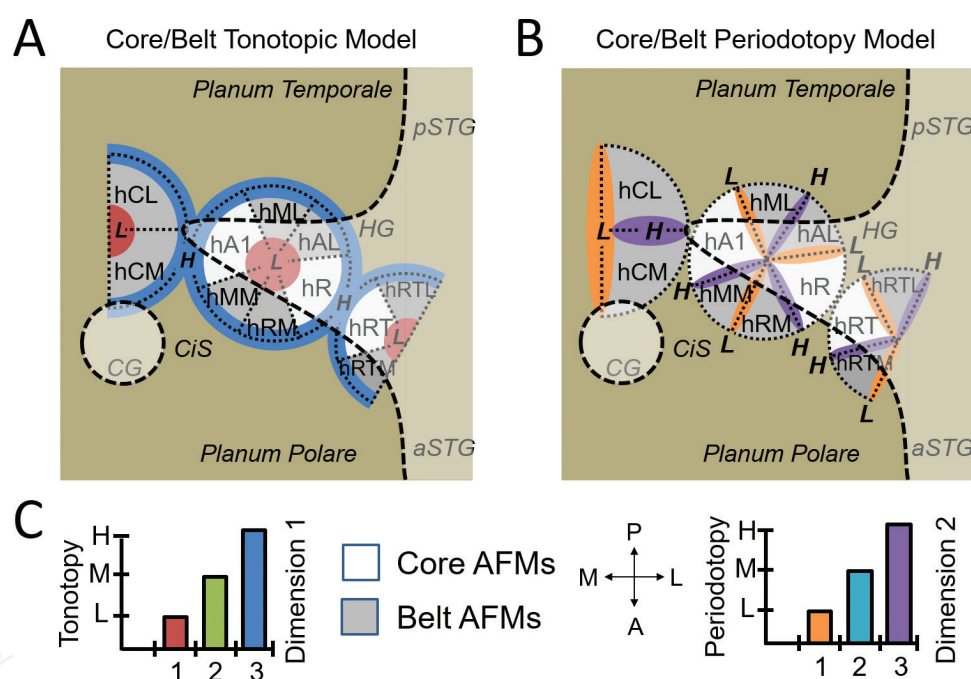 A
Core/Belt Tonotopic Model
Planum Temporale
pSTG
hCL
hML
HG
hA1
hAL
L
L
H
hCM
hMM
hR
H
hRTL
hRM
hRT
L
CiS
CG
hRTM
Planum Polare
aSTG
B
Core/Belt Periodotopy Model
Planum Temporale
pSTG
L
H
hCL
hML
HG
hA1
hAL
L
L
H
H
hCM
hMM
hR
H
hRTL
hRM
hRT
L
H
H
CiS
CG
hRTM
L
Planum Polare
aSTG
C
Tonotopy
H
M
L
1 2 3
Dimension 1
Core AFMs
Belt AFMs
P
M L
A
Periodotopy
H
M
L
1 2 3
Dimension 2